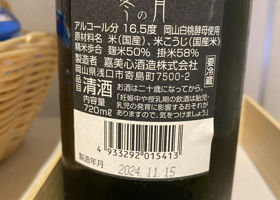 冬の月
アルコール分 16.5度 岡山白桃酵母使用
原材料名 米(国産)、米こうじ(国産米)
精米歩合 麹米50% 掛米58%
製造者 嘉美心酒造株式会社
岡山県浅口市寄島町7500-2
要冷蔵
品目 清酒
内容量 720ml
お酒は二十歳になってから。
「妊娠中や授乳期の飲酒は胎児・
乳児の発育に影響するおそれが
ありますので、気をつけましょう」
4 933292 015413
製造年月
2024.11.15